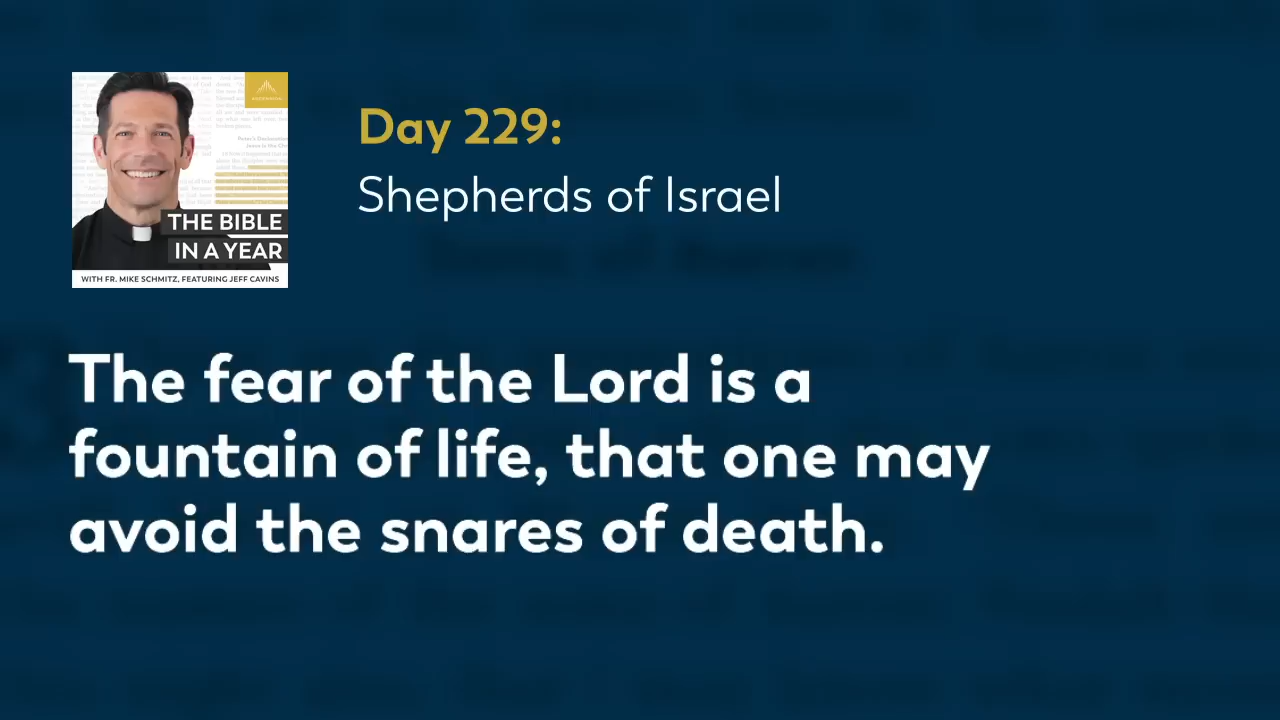 Day 229:
Shepherds of Israel
ASCENSION
THE BIBLE
IN A YEAR
WITH FR. MIKE SCHMITZ, FEATURING JEFF CAVINS
The fear of the Lord is a
fountain of life, that one may
avoid the snares of death.